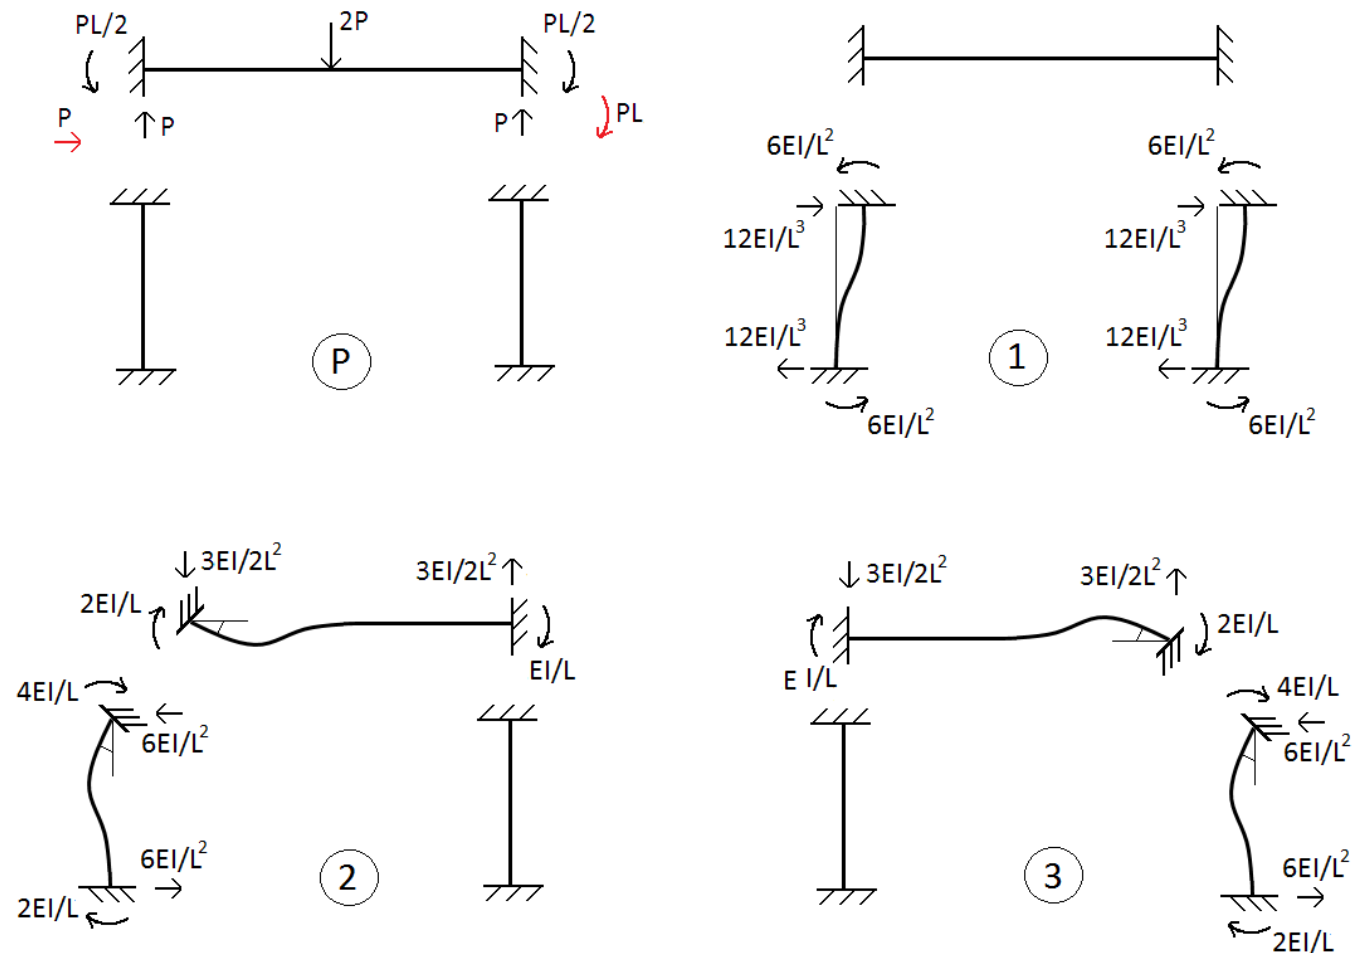 PL/2
2P
PL/2
P
P
P
PL
P
6EI/L²
6EI/L²
12EI/L³
12EI/L³
12EI/L³
12EI/L³
6EI/L²
6EI/L²
1
3EI/2L²
3EI/2L²
2EI/L
EI/L
4EI/L
6EI/L²
6EI/L²
2EI/L
2
3EI/2L²
3EI/2L²
2EI/L
E I/L
4EI/L
6EI/L²
6EI/L²
2EI/L
3